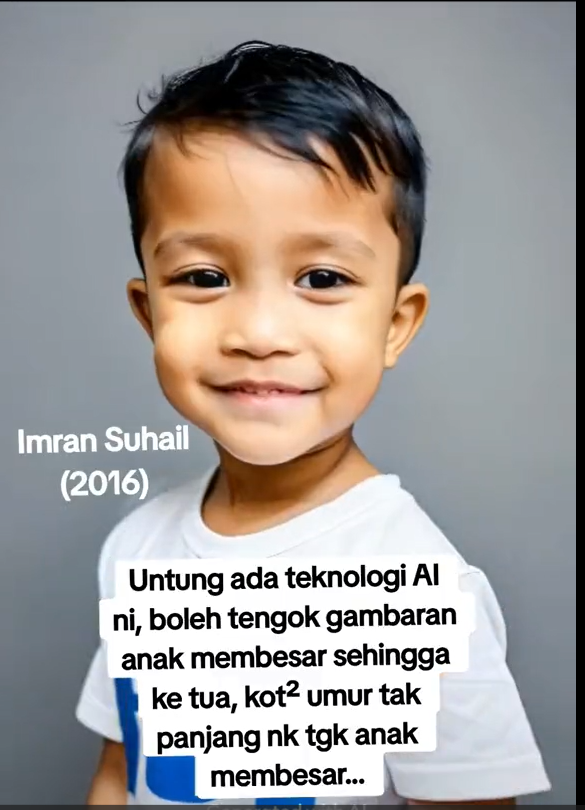 Imran Suhail
(2016)
Untung ada teknologi AI
ni, boleh tengok gambaran
anak membesar sehingga
ke tua, kot² umur tak
panjang nk tgk anak
membesar...